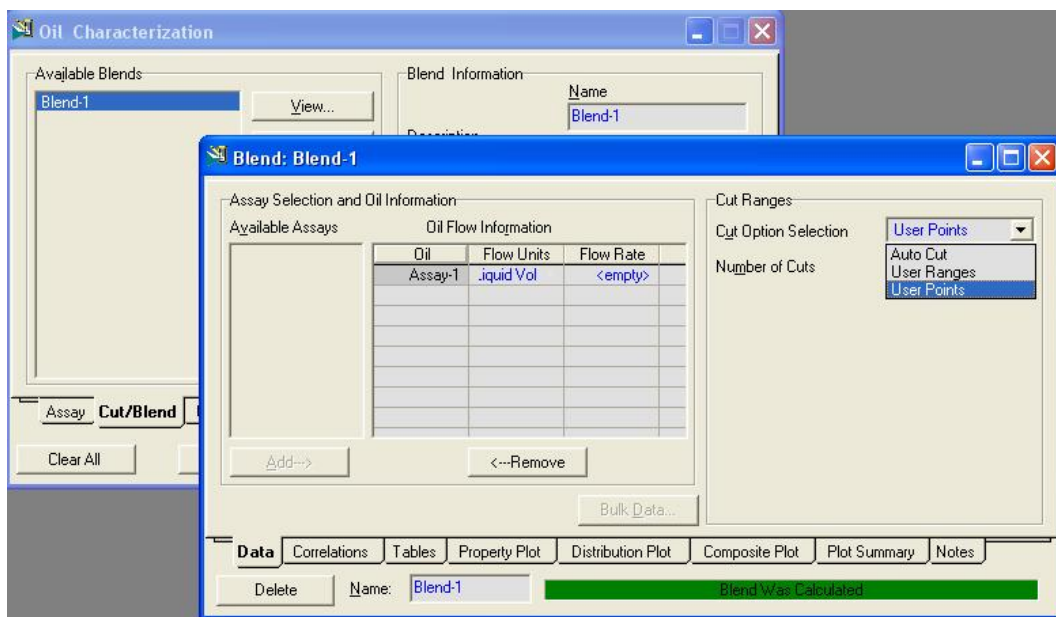 Oil Characterization
Available Blends
Blend-1
View...
Blend Information
Name
Blend-1
Blend: Blend-1
Assay Selection and Oil Information
Available Assays
Oil Flow Information
Oil Flow Units Flow Rate
Assay-1 .iquid Vol <empty>
Add--->
<---Remove
Bulk Data...
Cut Ranges
Cut Option Selection User Points
Auto Cut
User Ranges
User Points
Number of Cuts
Assay Cut/Blend
Clear All
Data Correlations Tables Property Plot Distribution Plot Composite Plot Plot Summary Notes
Delete Name: Blend-1 Blend Was Calculated